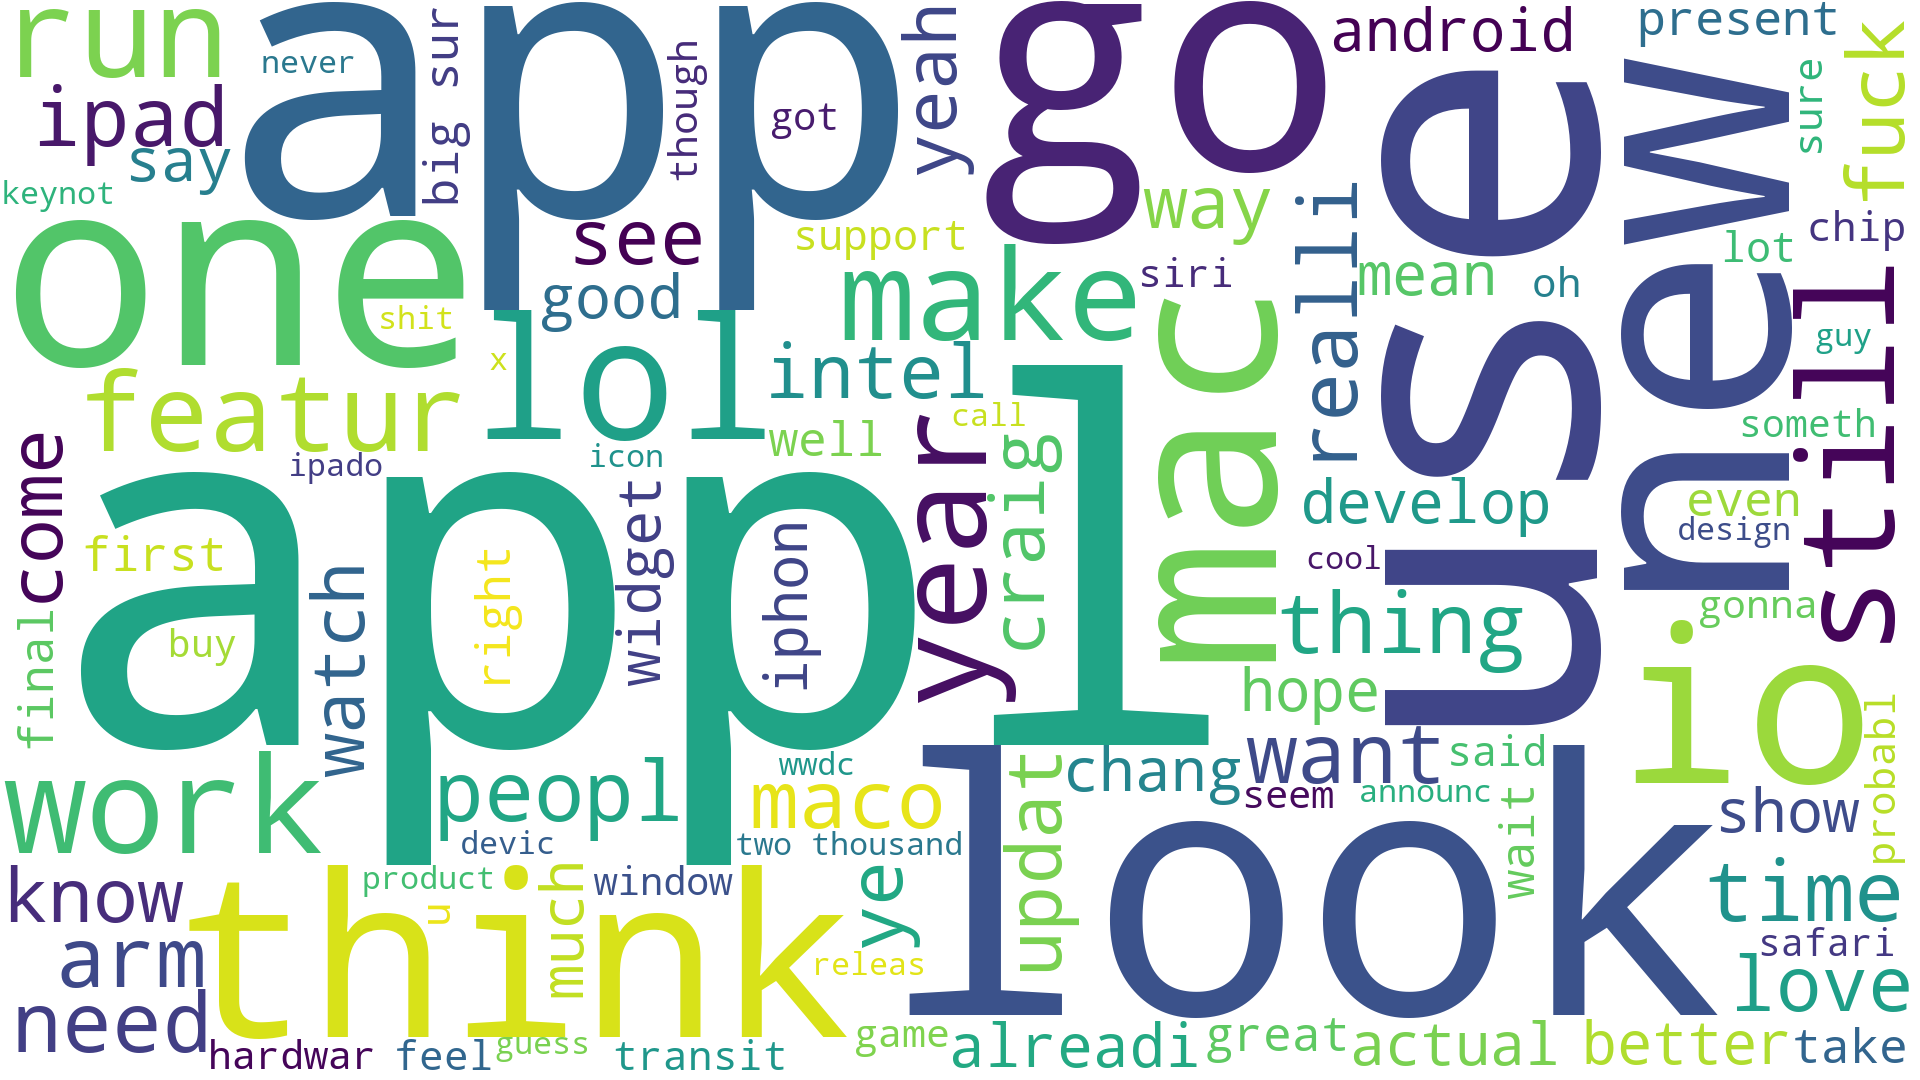 run
app
go
android
present
never
big sur
though
yeah
use
new
sure
fuck
ipad
got
say
keynot
one
see
way
realli
chip
support
lot
still
good
make
siri
mean
oh
shit
lol
mac
guy
x
intel
featur
year
call
someth
well
craig
come
ipado
icon
appl
widget
develop
even
design
first
right
iphon
cool
watch
thing
gonna
final
buy
io
hope
probabl
work
peopl
wwdc
updat
chang
want
said
look
maco
seem
announc
wait
show
devic
two thousand
know
think
product
much
window
ye
time
u
arm
releas
safari
love
need
hardwar
feel
guess
transit
game
alreadi
great
actual
better
take